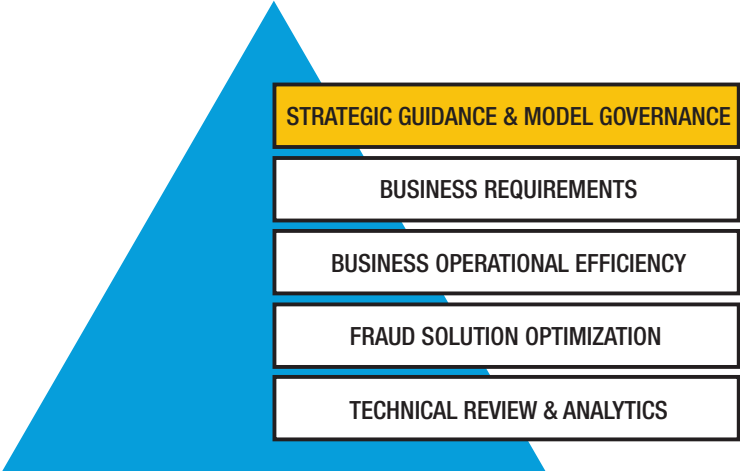 STRATEGIC GUIDANCE & MODEL GOVERNANCE
BUSINESS REQUIREMENTS
BUSINESS OPERATIONAL EFFICIENCY
FRAUD SOLUTION OPTIMIZATION
TECHNICAL REVIEW & ANALYTICS